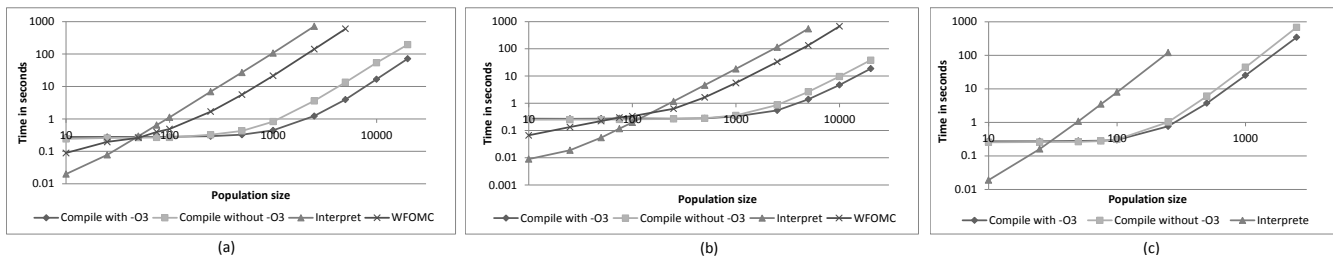 1000
100
10
1
0.1
0.01
Time in seconds
10 100 1000 10000
Population size
Compile with -O3 Compile without -O3 Interpret WFOMC
(a)
1000
100
10
1
0.1
0.01
0.001
Time in seconds
10 100 1000 10000
Population size
Compile with -O3 Compile without -O3 Interpret WFOMC
(b)
1000
100
10
1
0.1
0.01
Time in seconds
10 100 1000
Population size
Compile with -O3 Compile without -O3 Interprete
(c)